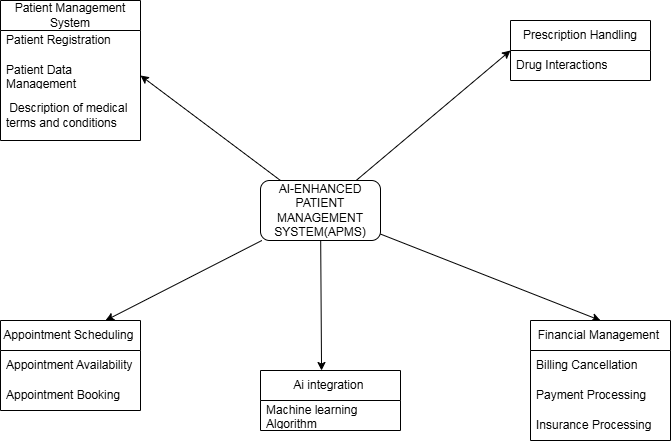 Patient Management
System
Patient Registration
Patient Data
Management
Description of medical
terms and conditions
Prescription Handling
Drug Interactions
AI-ENHANCED
PATIENT
MANAGEMENT
SYSTEM(APMS)
Appointment Scheduling
Appointment Availability
Appointment Booking
Ai integration
Machine learning
Algorithm
Financial Management
Billing Cancellation
Payment Processing
Insurance Processing